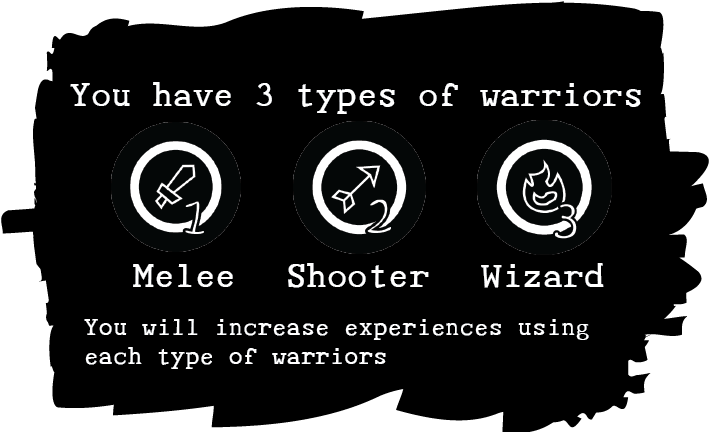 You have 3 types of warriors
1 2 3
Melee Shooter Wizard
You will increase experiences using
each type of warriors